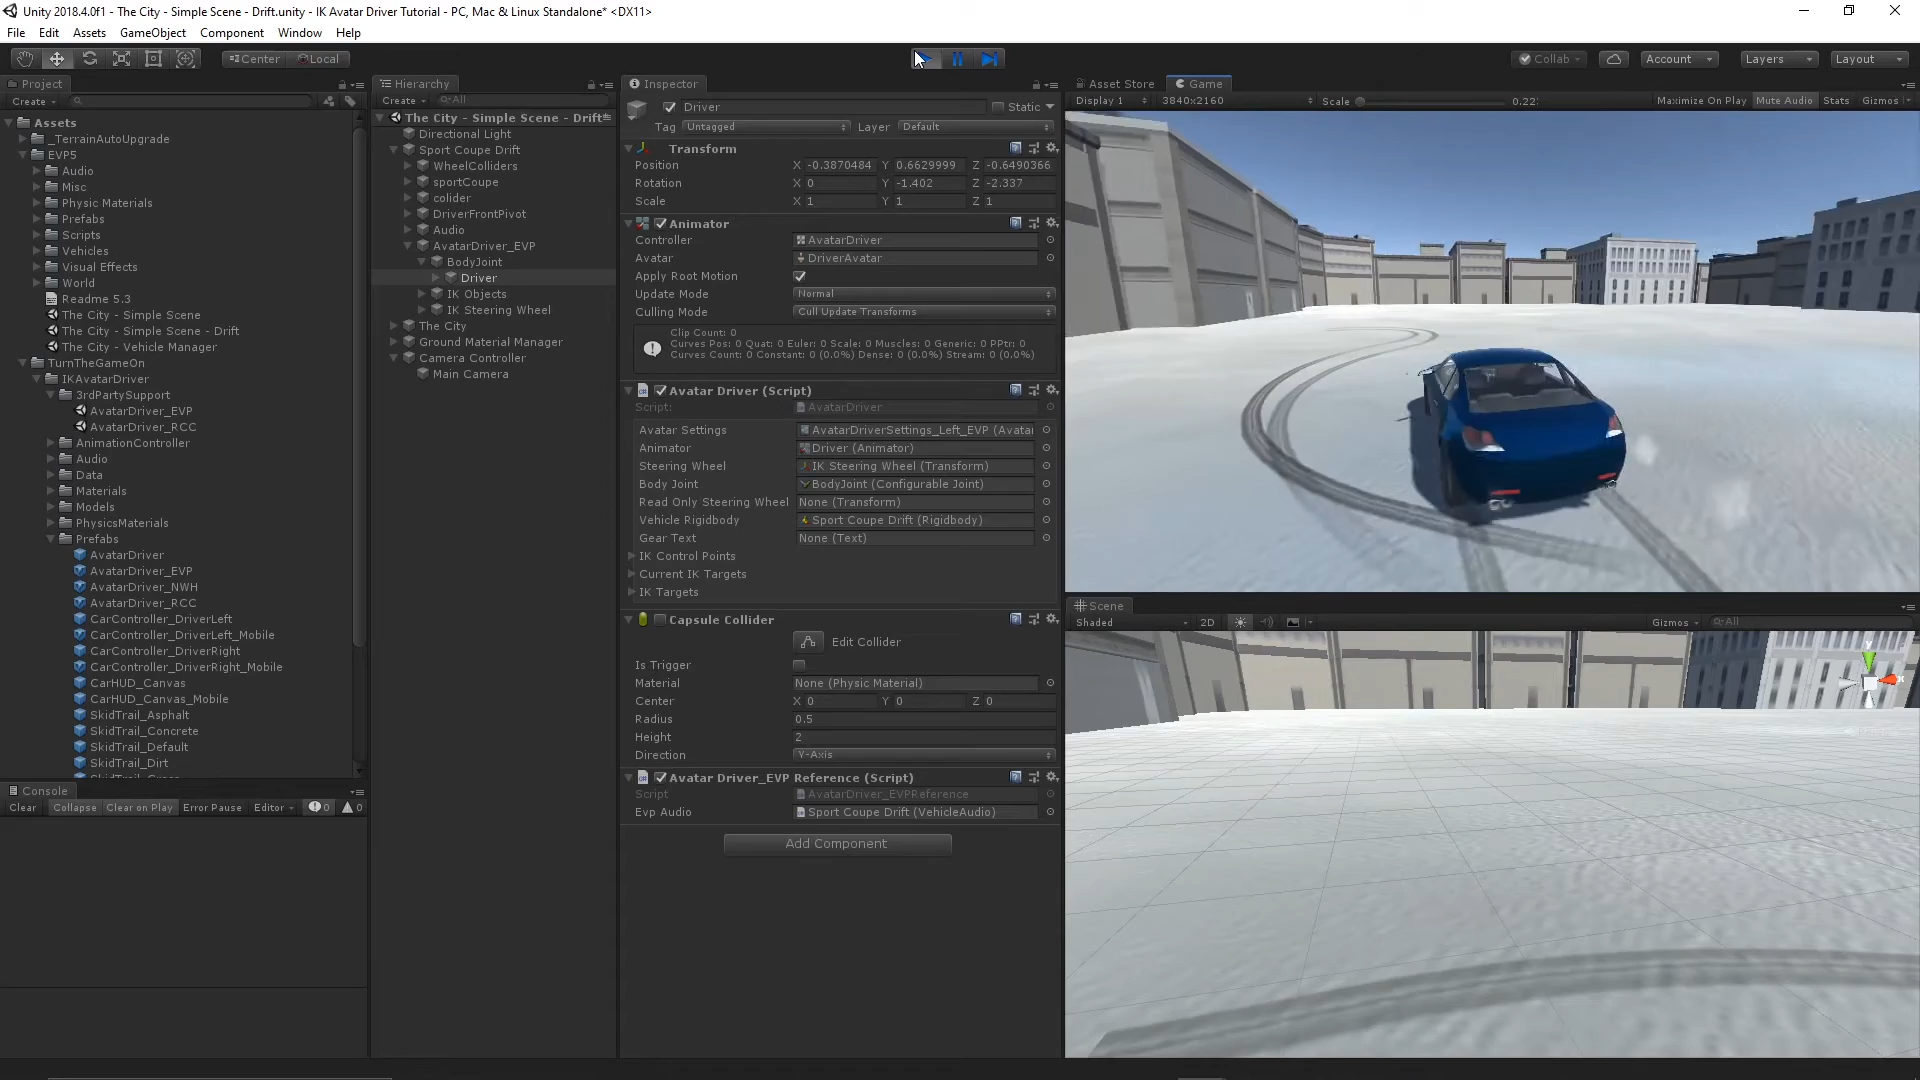 Unity 2018.4.0f1 - The City - Simple Scene - Drift.unity - IK Avatar Driver Tutorial - PC, Mac & Linux Standalone* <DX11>
File Edit Assets GameObject Component Window Help
Center Local
Collab Account Layers Layout
Project
Create
Assets
_TerrainAutoUpgrade
EVP5
Audio
Misc
Physic Materials
Prefabs
Scripts
Vehicles
Visual Effects
World
Readme 5.3
The City - Simple Scene
The City - Simple Scene - Drift
The City - Vehicle Manager
TurnTheGameOn
IKAvatarDriver
3rdPartySupport
AvatarDriver_EVP
AvatarDriver_RCC
AnimationController
Audio
Data
Materials
Models
PhysicsMaterials
Prefabs
AvatarDriver
AvatarDriver_EVP
AvatarDriver_NWH
AvatarDriver_RCC
CarController_DriverLeft
CarController_DriverLeft_Mobile
CarController_DriverRight
CarController_DriverRight_Mobile
CarHUD_Canvas
CarHUD_Canvas_Mobile
SkidTrail_Asphalt
SkidTrail_Concrete
SkidTrail_Default
SkidTrail_Dirt
Console
Clear Collapse Clear on Play Error Pause Editor 0 0
Hierarchy
Create All
The City - Simple Scene - Drift*
Directional Light
Sport Coupe Drift
WheelColliders
sportCoupe
colider
DriverFrontPivot
Audio
AvatarDriver_EVP
BodyJoint
Driver
IK Objects
IK Steering Wheel
The City
Ground Material Manager
Camera Controller
Main Camera
Inspector
Driver Static
Tag Untagged Layer Default
Transform
Position X -0.3870484 Y 0.6629999 Z -0.6490366
Rotation X 0 Y -1.402 Z -2.337
Scale X 1 Y 1 Z 1
Animator
Controller AvatarDriver
Avatar DriverAvatar
Apply Root Motion
Update Mode Normal
Culling Mode Cull Update Transforms
Clip Count: 0
Curves Pos: 0 Quat: 0 Euler: 0 Scale: 0 Muscles: 0 Generic: 0 PPtr: 0
Curves Count: 0 Constant: 0 (0.0%) Dense: 0 (0.0%) Stream: 0 (0.0%)
Avatar Driver (Script)
Script: AvatarDriver
Avatar Settings AvatarDriverSettings_Left_EVP (Avatar
Animator Driver (Animator)
Steering Wheel IK Steering Wheel (Transform)
Body Joint BodyJoint (Configurable Joint)
Read Only Steering Wheel None (Transform)
Vehicle Rigidbody Sport Coupe Drift (Rigidbody)
Gear Text None (Text)
IK Control Points
Current IK Targets
IK Targets
Capsule Collider
Edit Collider
Is Trigger
Material None (Physic Material)
Center X 0 Y 0 Z 0
Radius 0.5
Height 2
Direction Y-Axis
Avatar Driver_EVP Reference (Script)
Script AvatarDriver_EVPReference
Evp Audio Sport Coupe Drift (VehicleAudio)
Add Component
Asset Store Game
Display 1 3840x2160 Scale 0.22 Maximize On Play Mute Audio Stats Gizmos
Scene
Shaded 2D Gizmos All